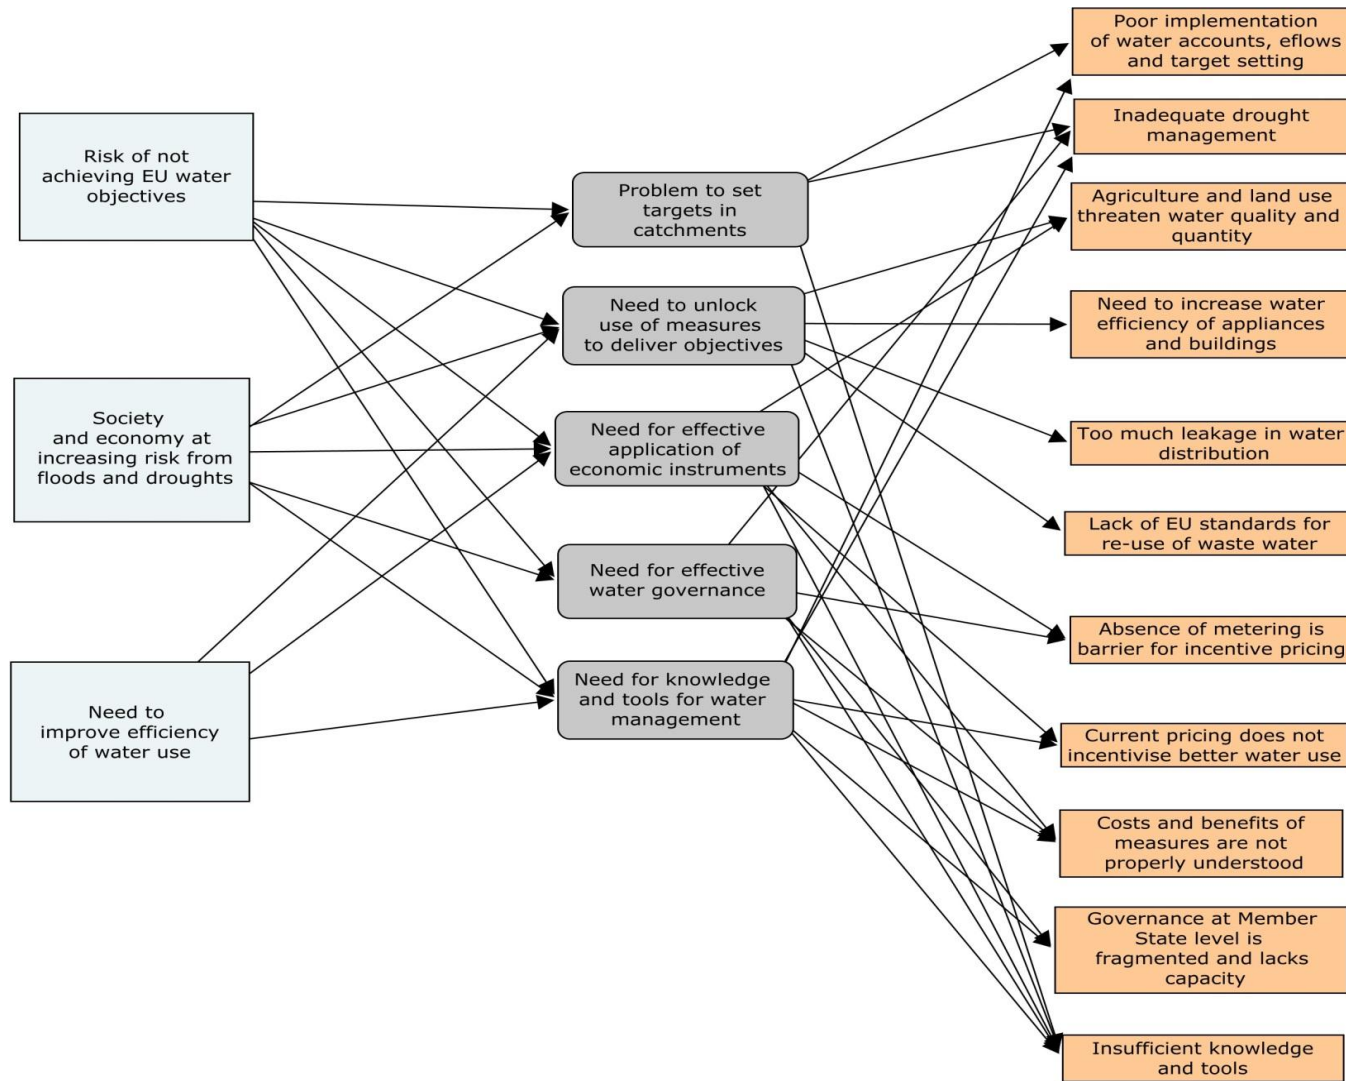 Risk of not
achieving EU water
objectives
Society
and economy at
increasing risk from
floods and droughts
Need to
improve efficiency
of water use
Problem to set
targets in
catchments
Need to unlock
use of measures
to deliver objectives
Need for effective
application of
economic instruments
Need for effective
water governance
Need for knowledge
and tools for water
management
Poor implementation
of water accounts, eflows
and target setting
Inadequate drought
management
Agriculture and land use
threaten water quality and
quantity
Need to increase water
efficiency of appliances
and buildings
Too much leakage in water
distribution
Lack of EU standards for
re-use of waste water
Absence of metering is
barrier for incentive pricing
Current pricing does not
incentivise better water use
Costs and benefits of
measures are not
properly understood
Governance at Member
State level is
fragmented and lacks
capacity
Insufficient knowledge
and tools